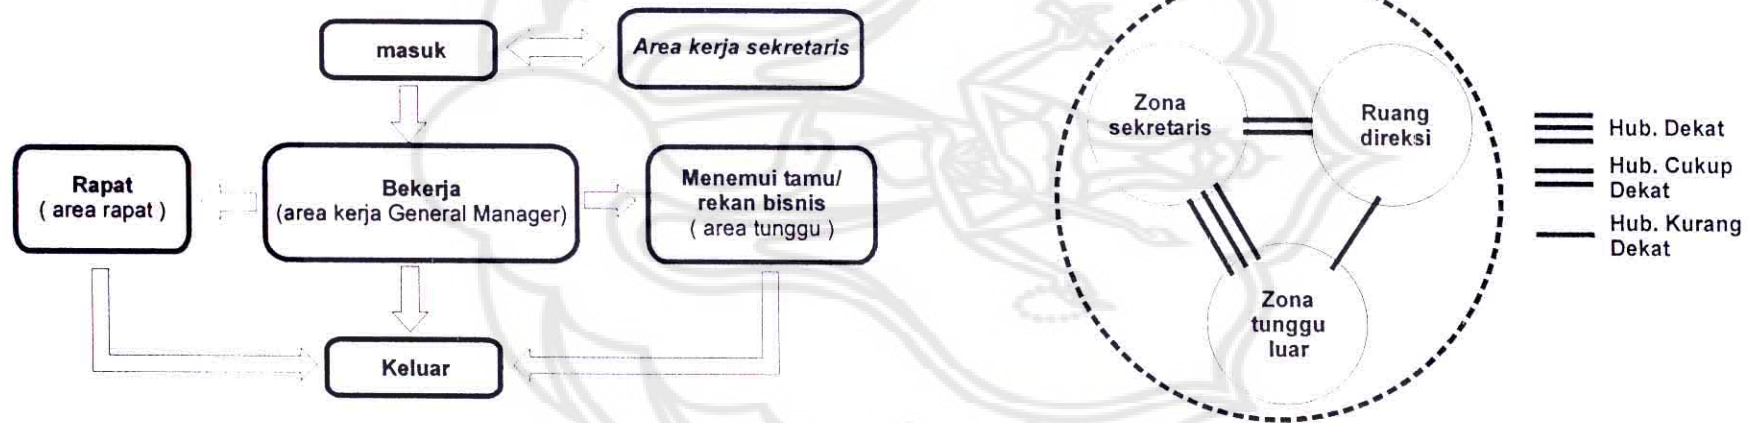 masuk
Area kerja sekretaris
Rapat
( area rapat )
Bekerja
(area kerja General Manager)
Menemui tamu/
rekan bisnis
( area tunggu )
Keluar
Zona
sekretaris
Ruang
direksi
Zona
tunggu
luar
Hub. Dekat
Hub. Cukup
Dekat
Hub. Kurang
Dekat